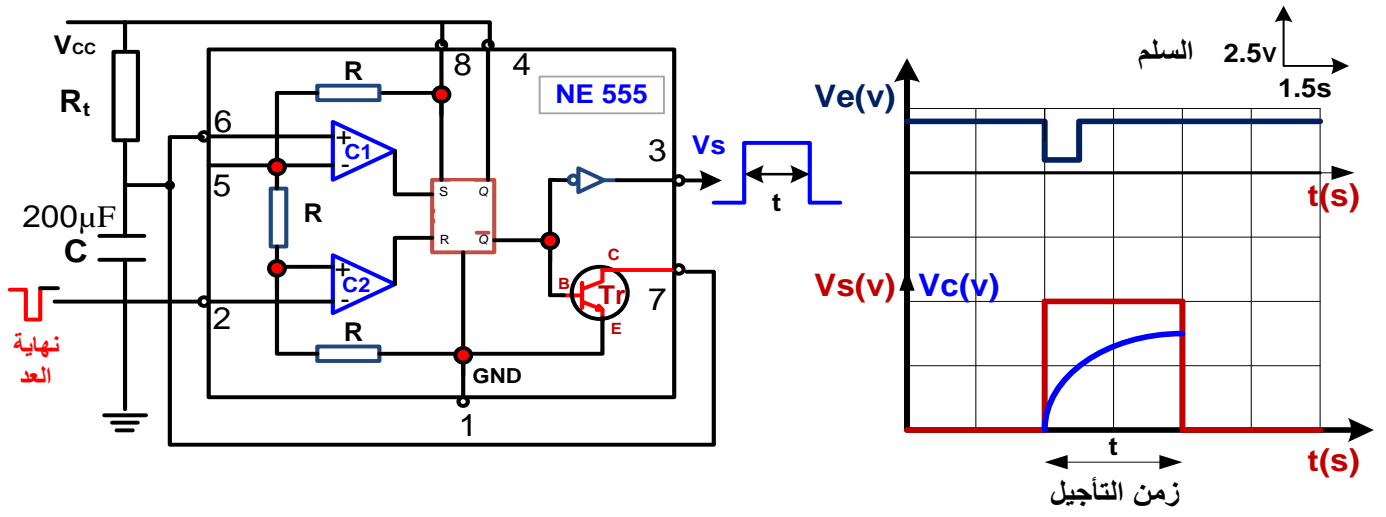 Vcc
Rt
200µF
C
نهاية
العد
8
4
NE 555
R
6
+
C1
-
5
R
S
Q
R
Q̅
+
C2
-
2
R
GND
1
3
Vs
t
B
C
Tr
E
7
السلم
2.5v
1.5s
Ve(v)
t(s)
Vs(v)
Vc(v)
t
t(s)
زمن التأجيل